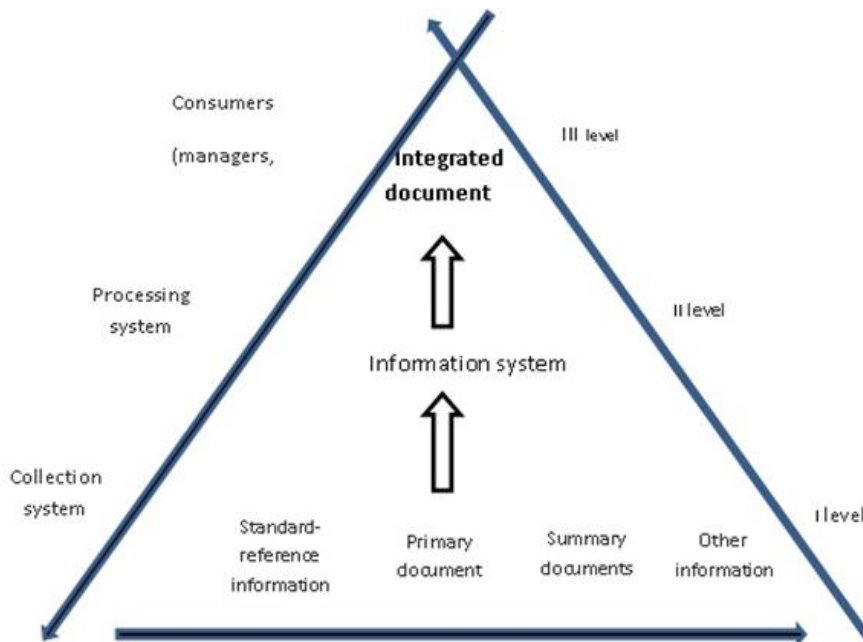 Consumers
(managers,
III level
Integrated
document
Processing
system
II level
Information system
Collection
system
I level
Standard-
reference
information
Primary
document
Summary
documents
Other
information